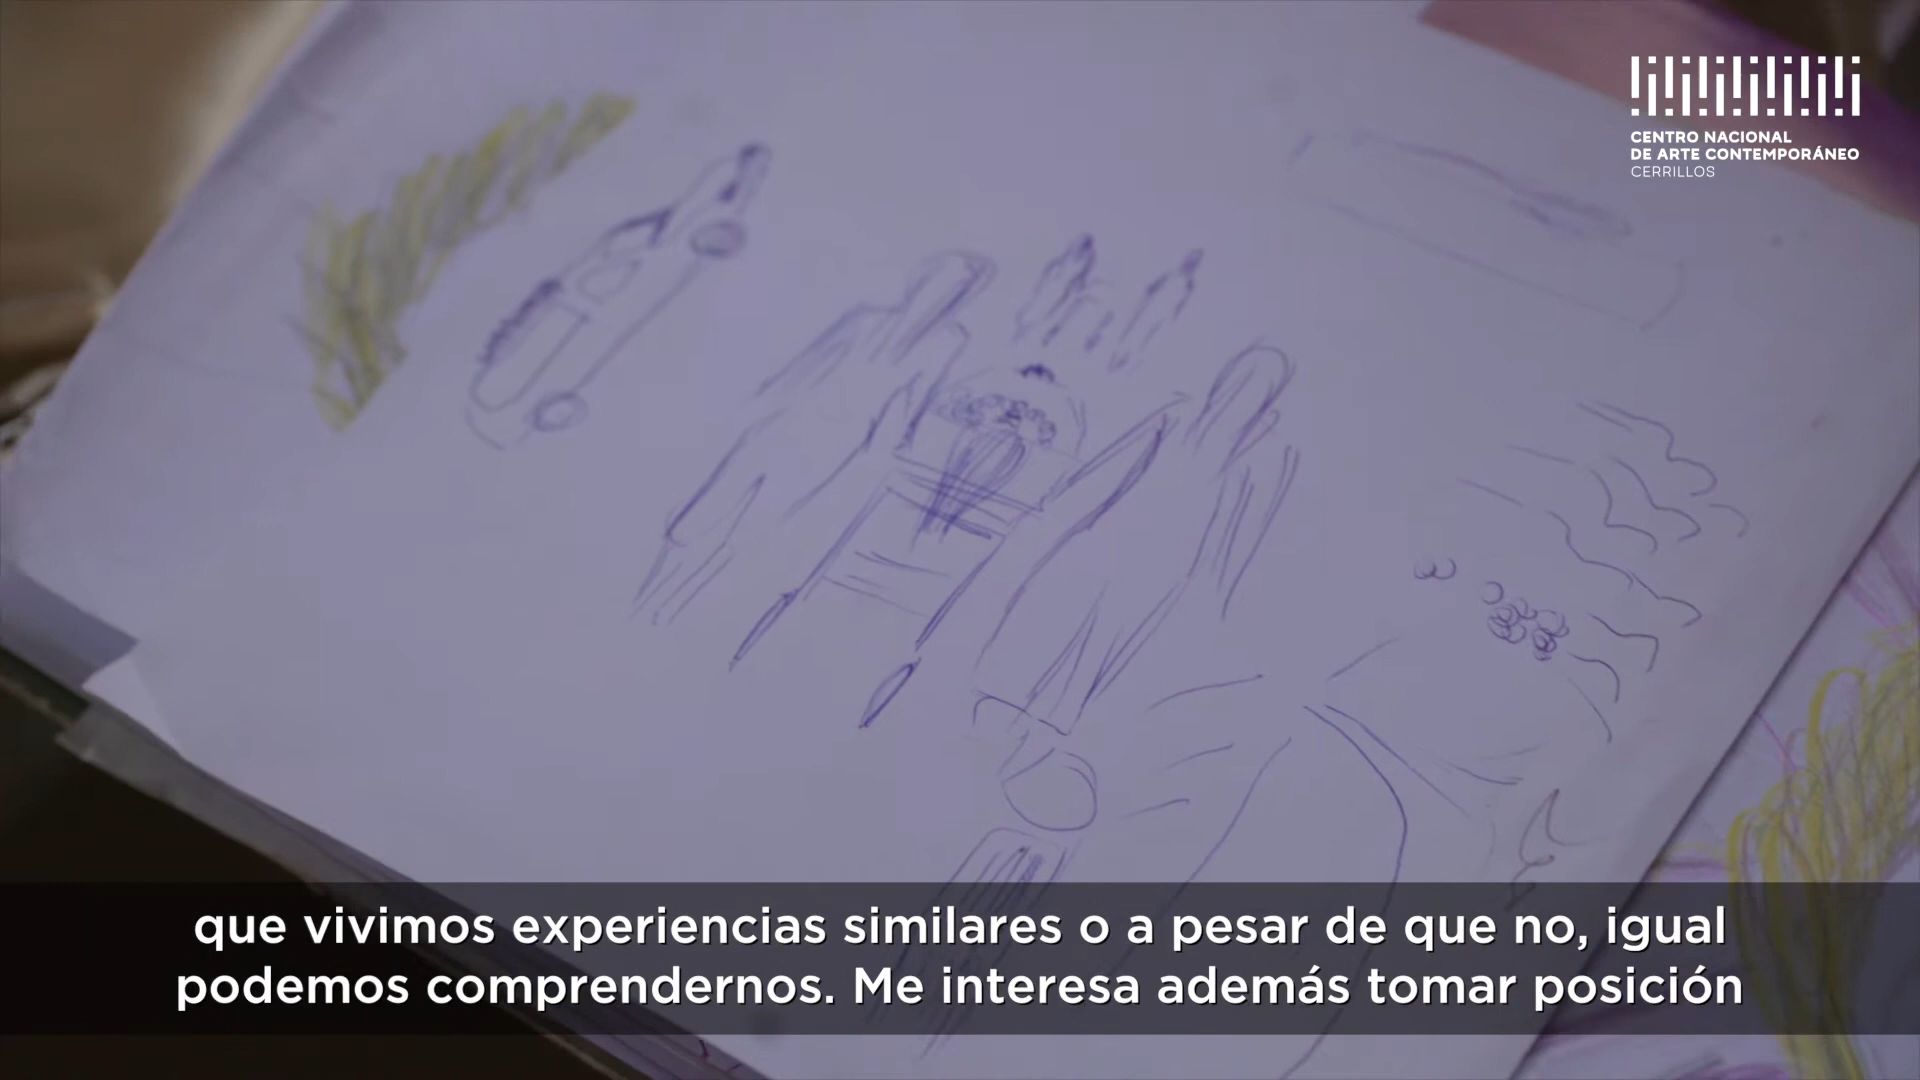 CENTRO NACIONAL
DE ARTE CONTEMPORÁNEO
CERRILLOS
que vivimos experiencias similares o a pesar de que no, igual
podemos comprendernos. Me interesa además tomar posición